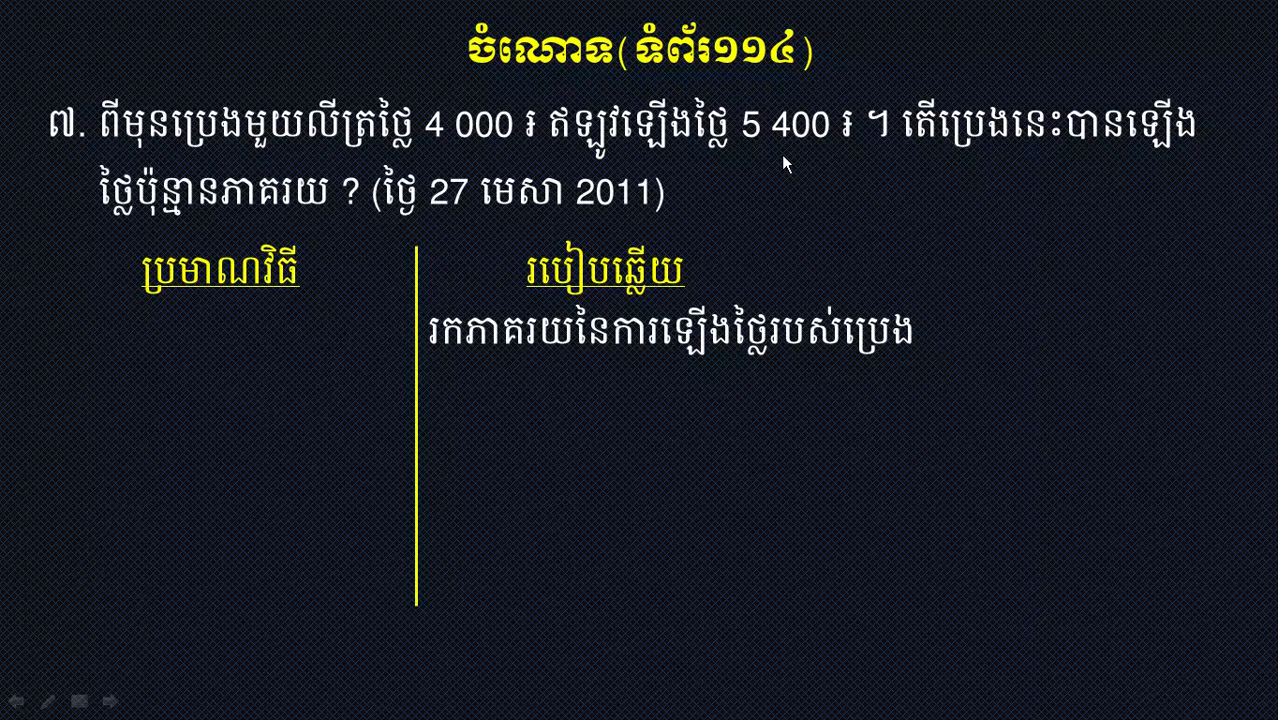 ចំណោទ(ទំព័រ១១៤)
៧. ពីមុនប្រេងមួយលីត្រថ្លៃ 4 000 ៛ ឥឡូវឡើងថ្លៃ 5 400 ៛ ។ តើប្រេងនេះបានឡើង
ថ្លៃប៉ុន្មានភាគរយ ? (ថ្ងៃ 27 មេសា 2011)
ប្រមាណវិធី
របៀបឆ្លើយ
រកភាគរយនៃការឡើងថ្លៃរបស់ប្រេង